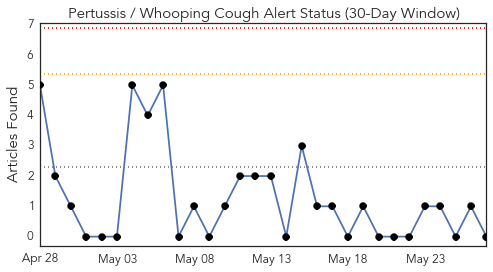 Pertussis / Whooping Cough Alert Status (30-Day Window)
Articles Found
7
6
5
4
3
2
1
0
Apr 28
May 03
May 08
May 13
May 18
May 23